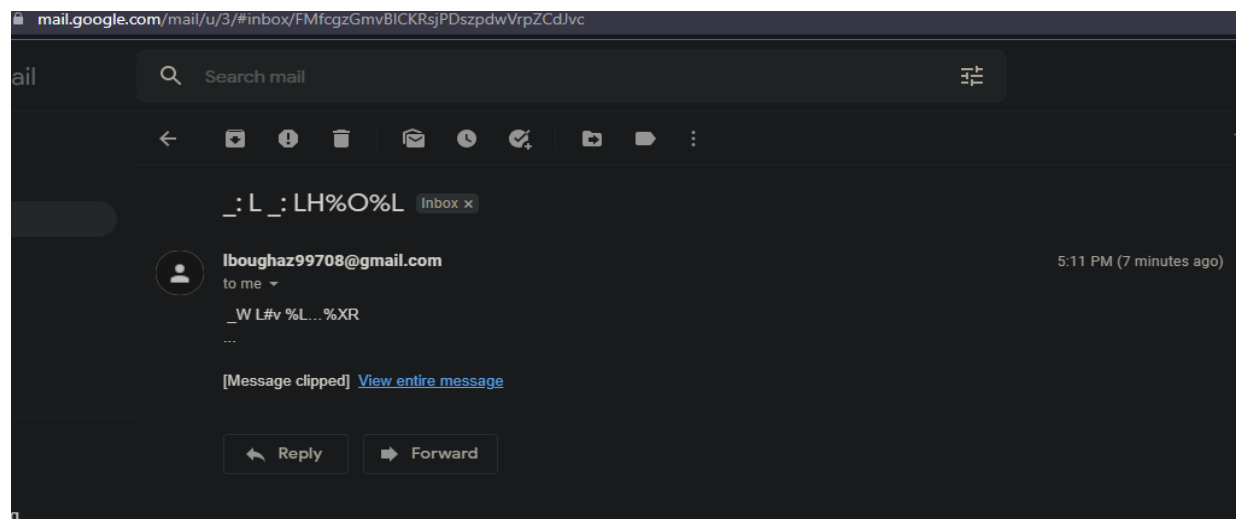 mail.google.com/mail/u/3/#inbox/FMfcgzGmvBlCKRsjPDszpdwVrpZCdJvc
ail
Search mail
_: L _: LH%O%L Inbox x
lboughaz99708@gmail.com 5:11 PM (7 minutes ago)
to me
_W L#v %L...%XR
...
[Message clipped] View entire message
Reply Forward